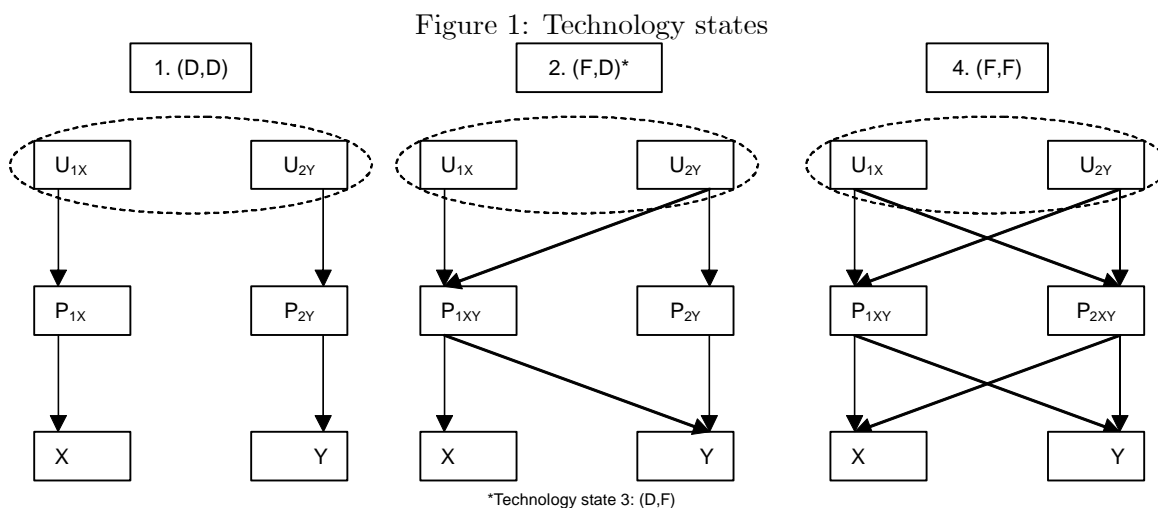 Figure 1: Technology states
1. (D,D) 2. (F,D)* 4. (F,F)
U1X U2Y U1X U2Y U1X U2Y
P1X P2Y P1XY P2Y P1XY P2XY
X Y X Y X Y
*Technology state 3: (D,F)